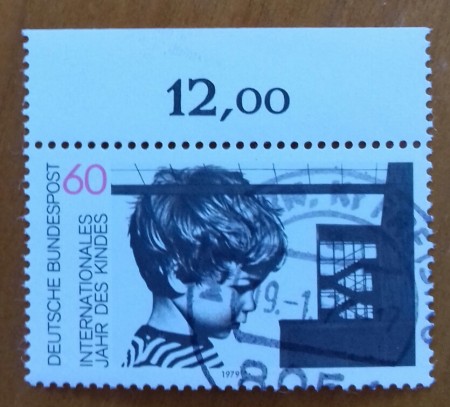 12,00
60
DEUTSCHE BUNDESPOST
INTERNATIONALES
JAHR DES KINDES
1979